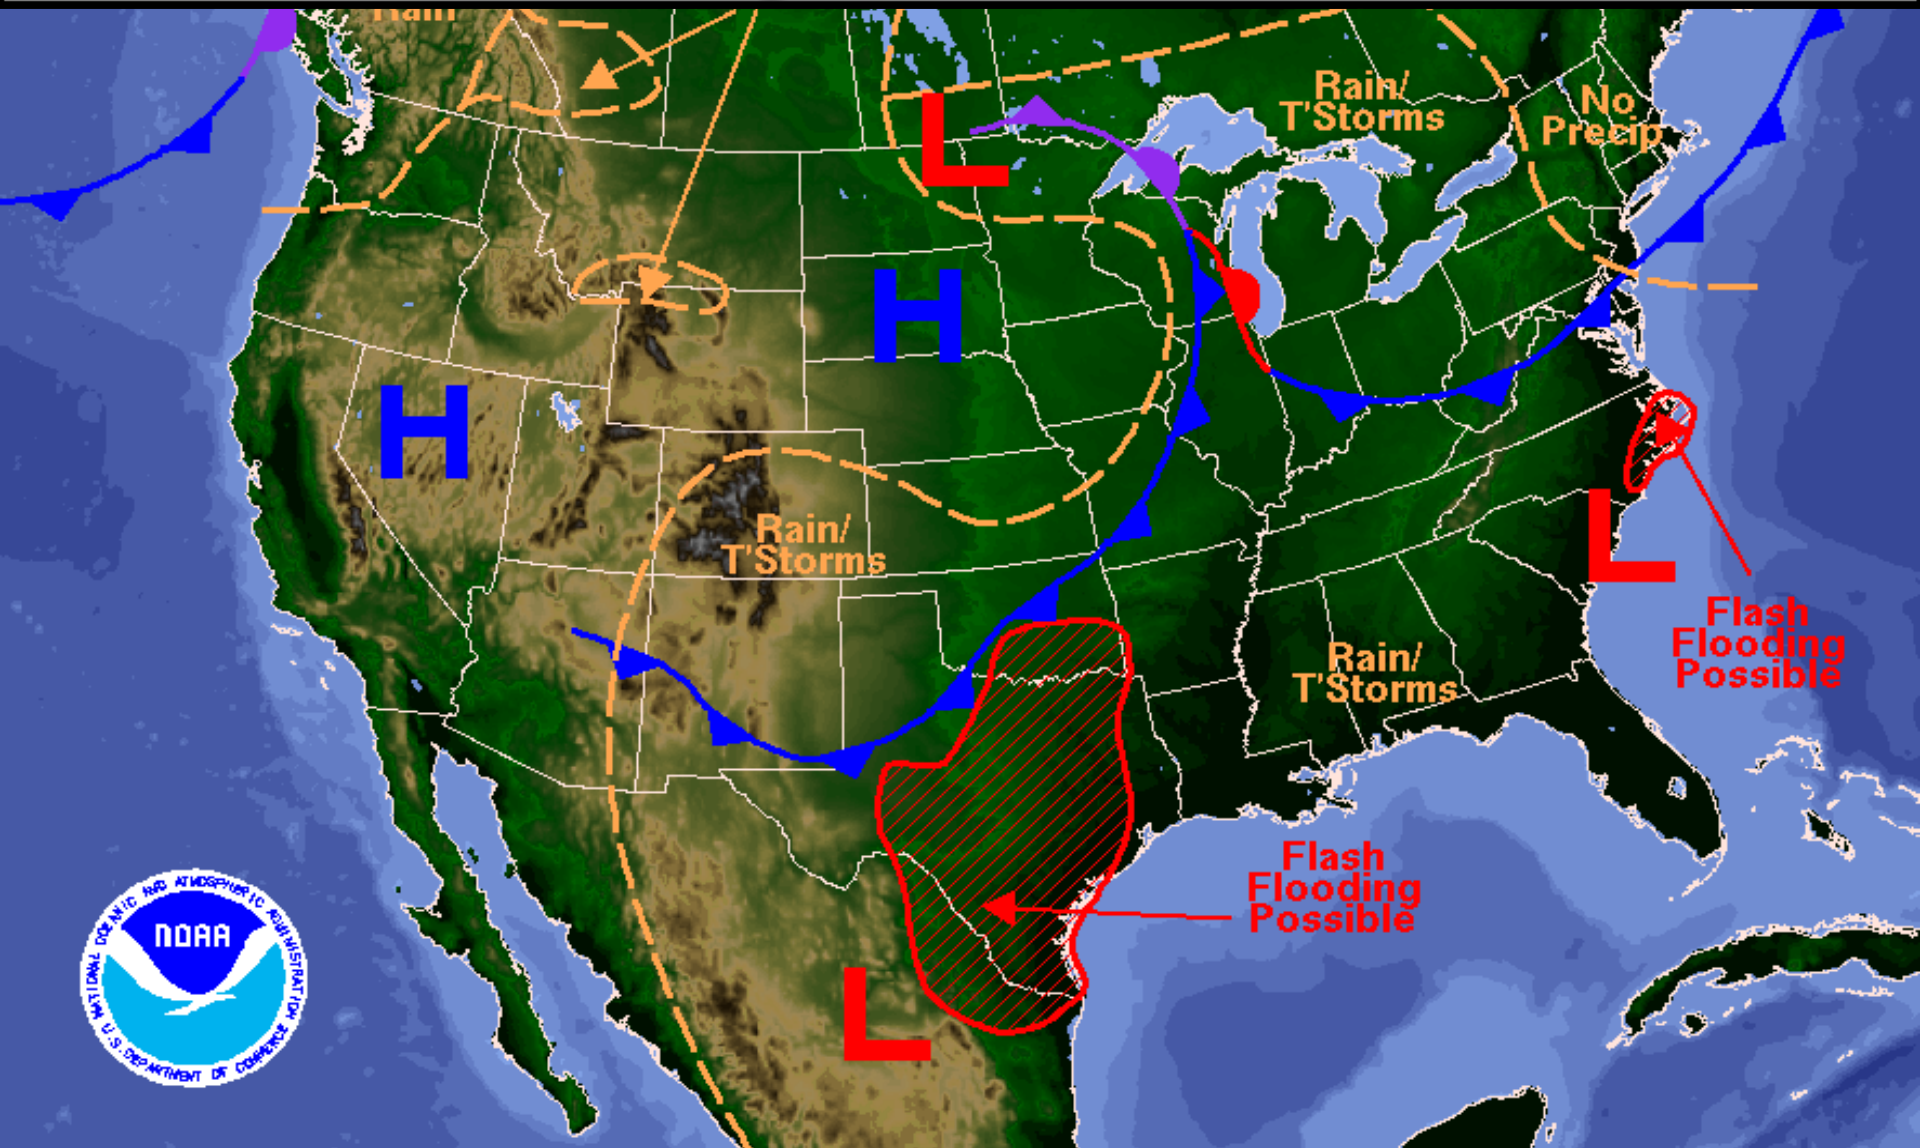 Rain
Rain/
T'Storms
No
Precip
H
L
H
Rain/
T'Storms
L
Flash
Flooding
Possible
Rain/
T'Storms
Flash
Flooding
Possible
L
NATIONAL OCEANIC AND ATMOSPHERIC ADMINISTRATION
NOAA
U.S. DEPARTMENT OF COMMERCE